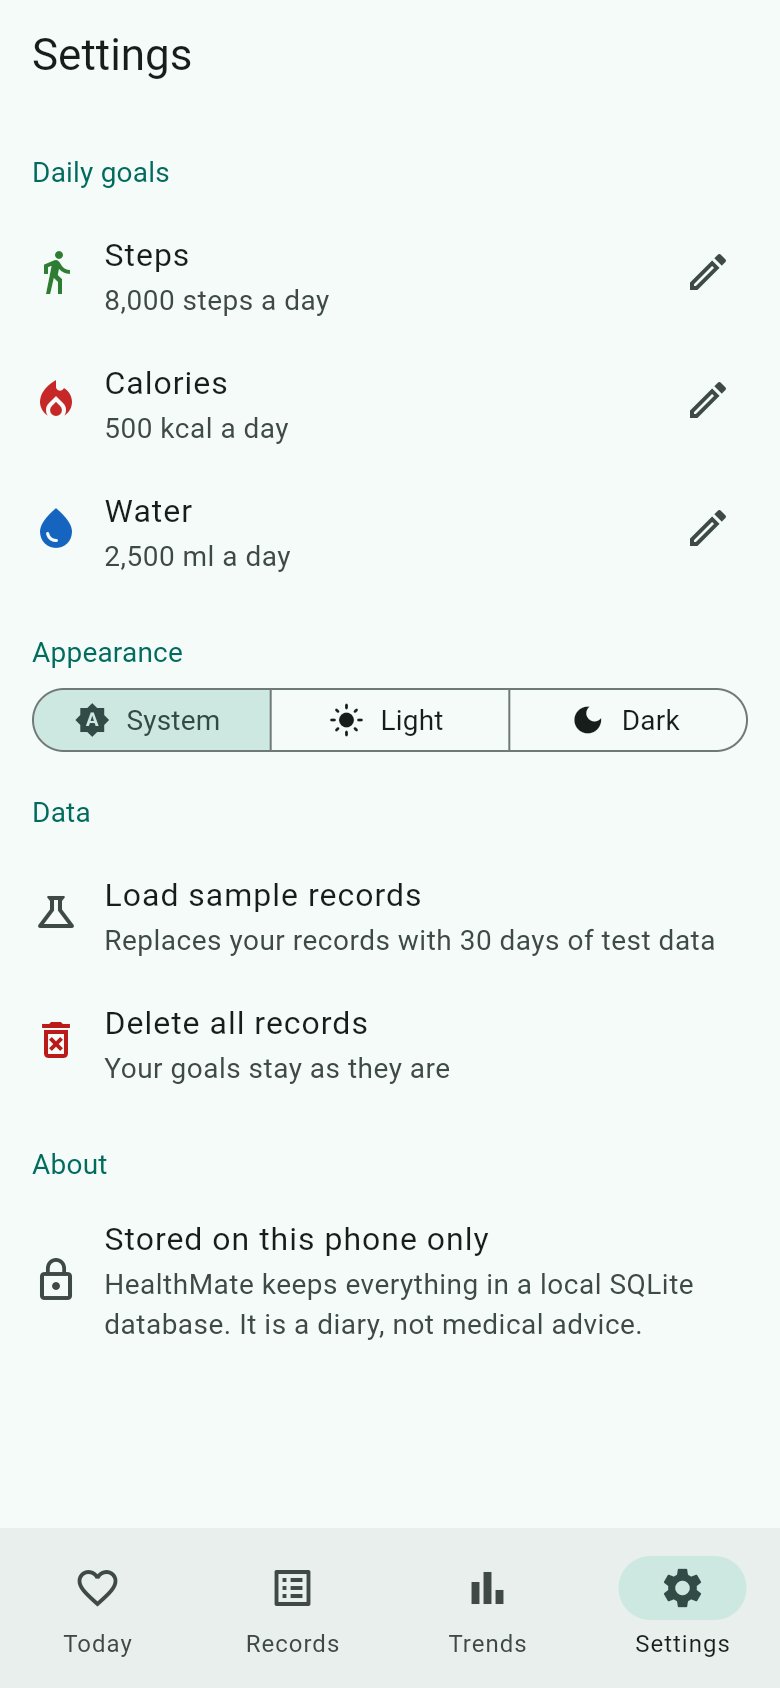 Settings
Daily goals
Steps
8,000 steps a day
Calories
500 kcal a day
Water
2,500 ml a day
Appearance
A System Light Dark
Data
Load sample records
Replaces your records with 30 days of test data
Delete all records
Your goals stay as they are
About
Stored on this phone only
HealthMate keeps everything in a local SQLite
database. It is a diary, not medical advice.
Today Records Trends Settings